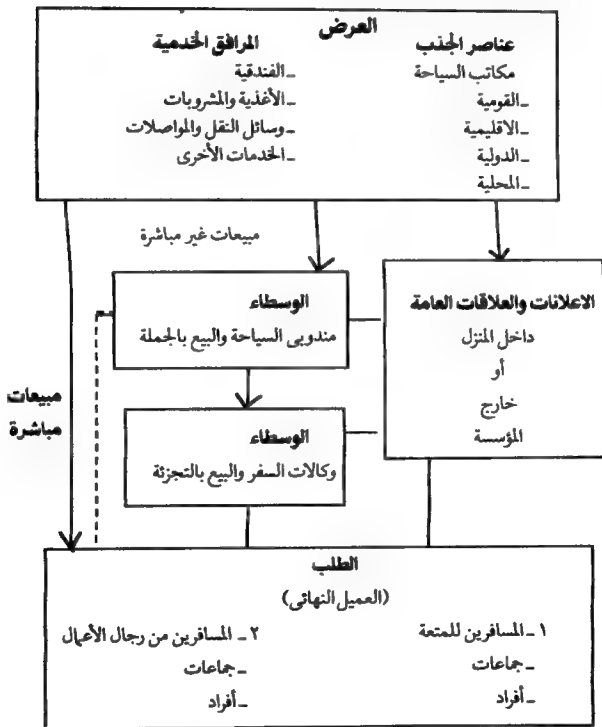 العرض
عناصر الجذب
مكاتب السياحة
ـ القومية
ـ الاقليمية
ـ الدولية
ـ المحلية
المرافق الخدمية
ـ الفندقية
ـ الأغذية والمشروبات
ـ وسائل النقل والمواصلات
ـ الخدمات الأخرى
مبيعات غير مباشرة
الاعلانات والعلاقات العامة
داخل المنزل
أو
خارج
المؤسسة
الوسطاء
مندوبى السياحة والبيع بالجملة
الوسطاء
وكالات السفر والبيع بالتجزئة
مبيعات
مباشرة
الطلب
(العميل النهائى)
١ ـ المسافرين للمتعة
ـ جماعات
ـ أفراد
٢ ـ المسافرين من رجال الأعمال
ـ جماعات
ـ أفراد